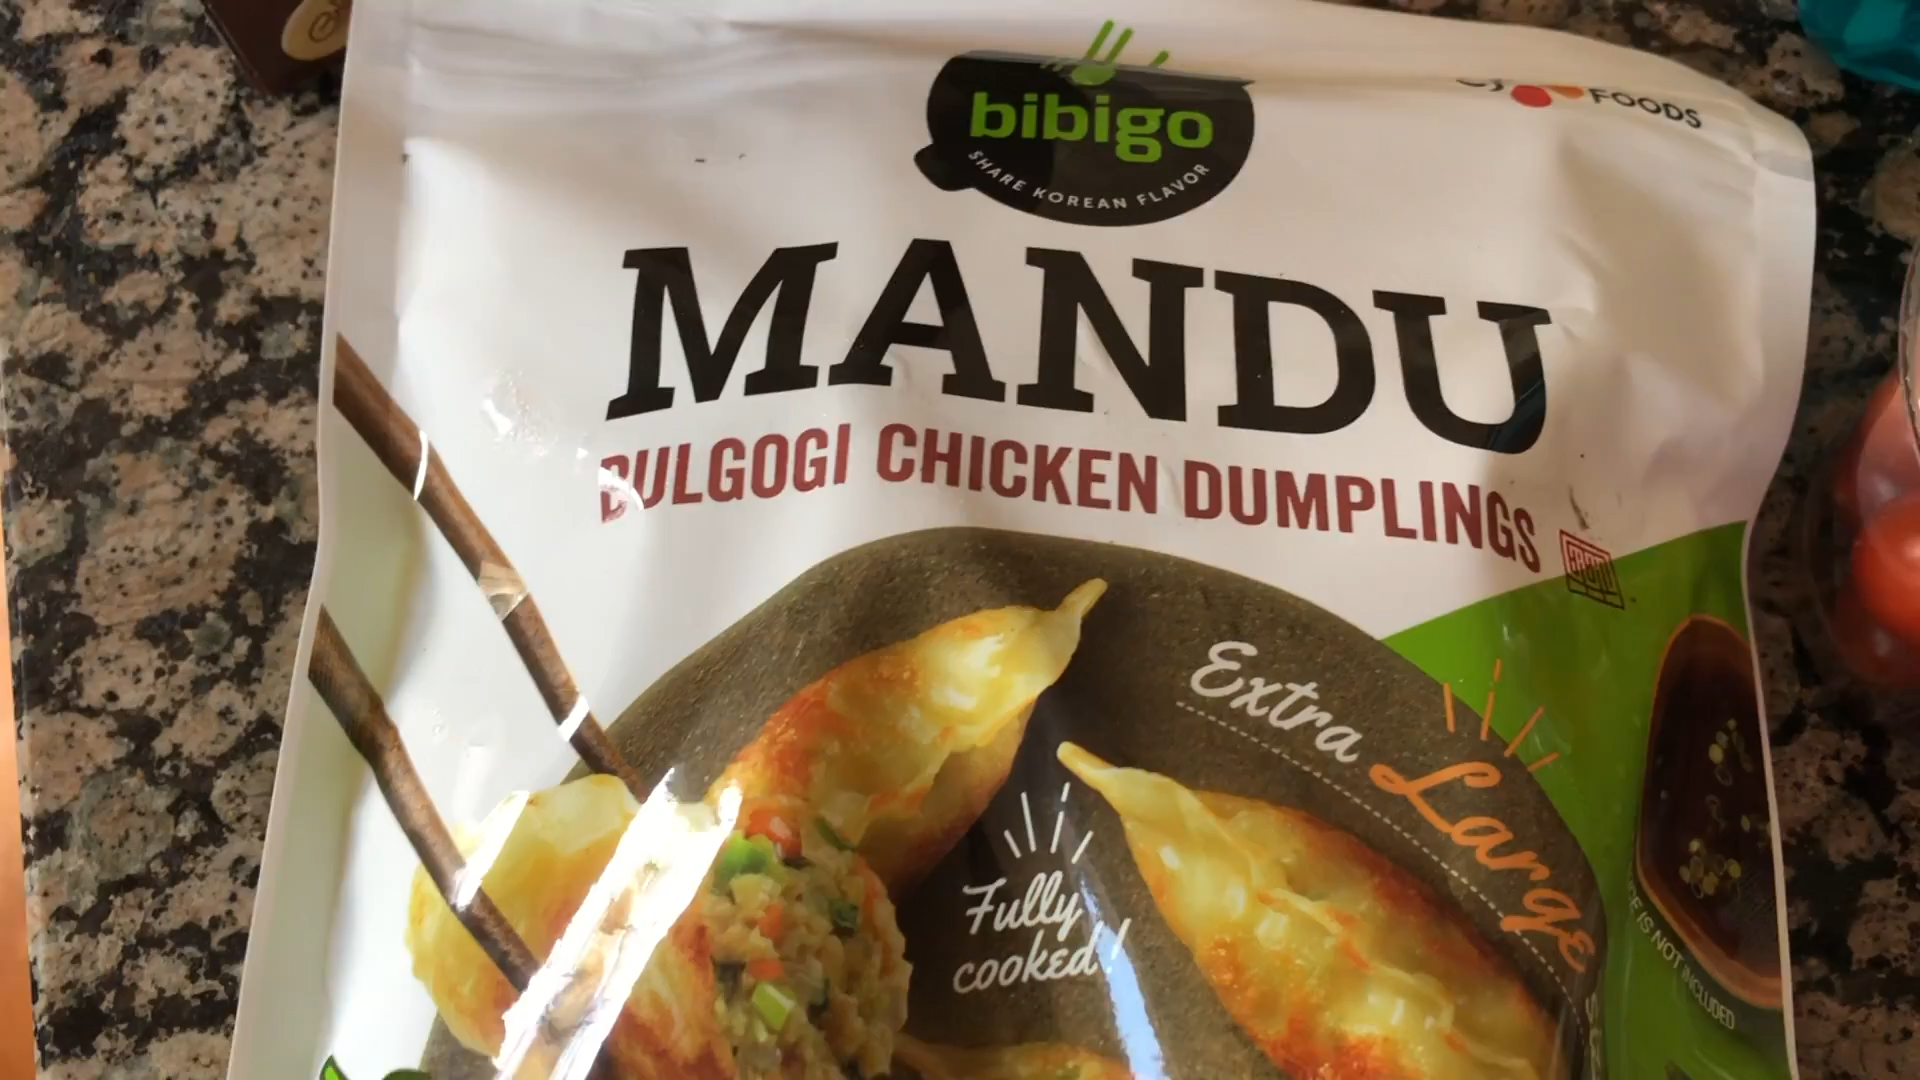 bibigo
SHARE KOREAN FLAVOR
FOODS
MANDU
BULGOGI CHICKEN DUMPLINGS
Extra Large
Fully
cooked!
IS NOT INCLUDED